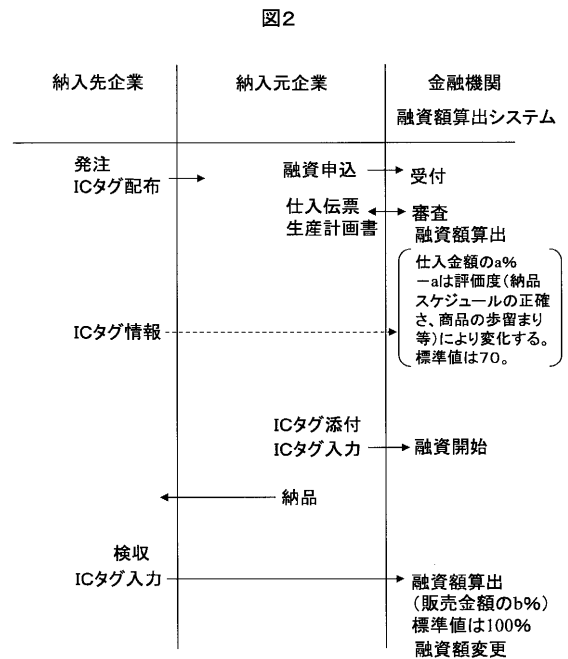 図2
納入先企業
納入元企業
金融機関
融資額算出システム
発注
ICタグ配布
融資申込
受付
仕入伝票
生産計画書
審査
融資額算出
仕入金額のa%
－aは評価度(納品
スケジュールの正確
さ、商品の歩留まり
等)により変化する。
標準値は70。
ICタグ情報
ICタグ添付
ICタグ入力
融資開始
納品
検収
ICタグ入力
融資額算出
(販売金額のb%)
標準値は100%
融資額変更